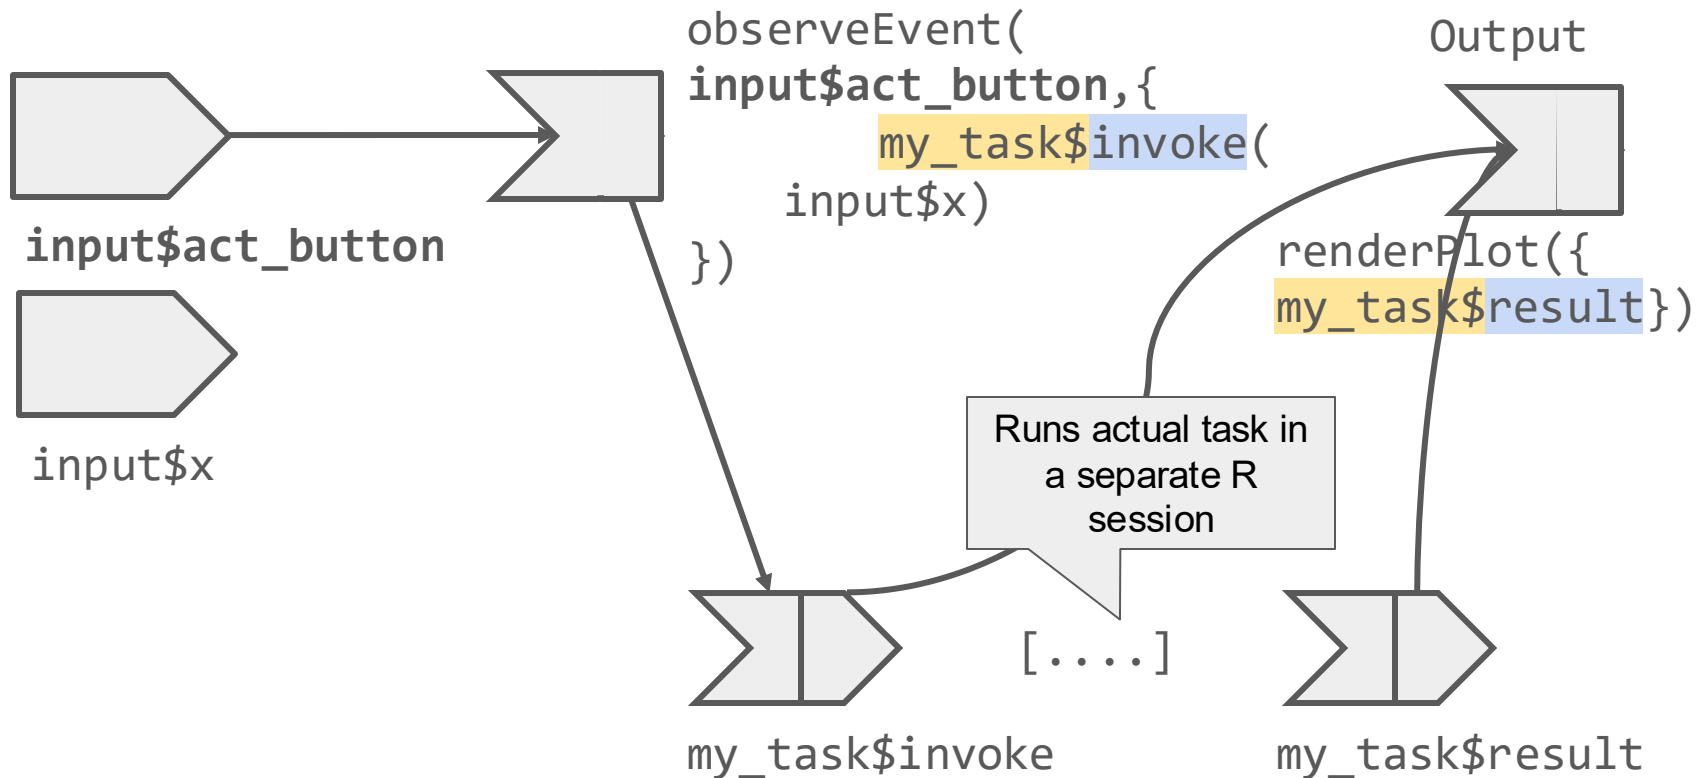 observeEvent(
input$act_button,{
my_task$invoke(
input$x)
})
Output
input$act_button
renderPlot({
my_task$result})
input$x
Runs actual task in
a separate R
session
[....]
my_task$invoke
my_task$result